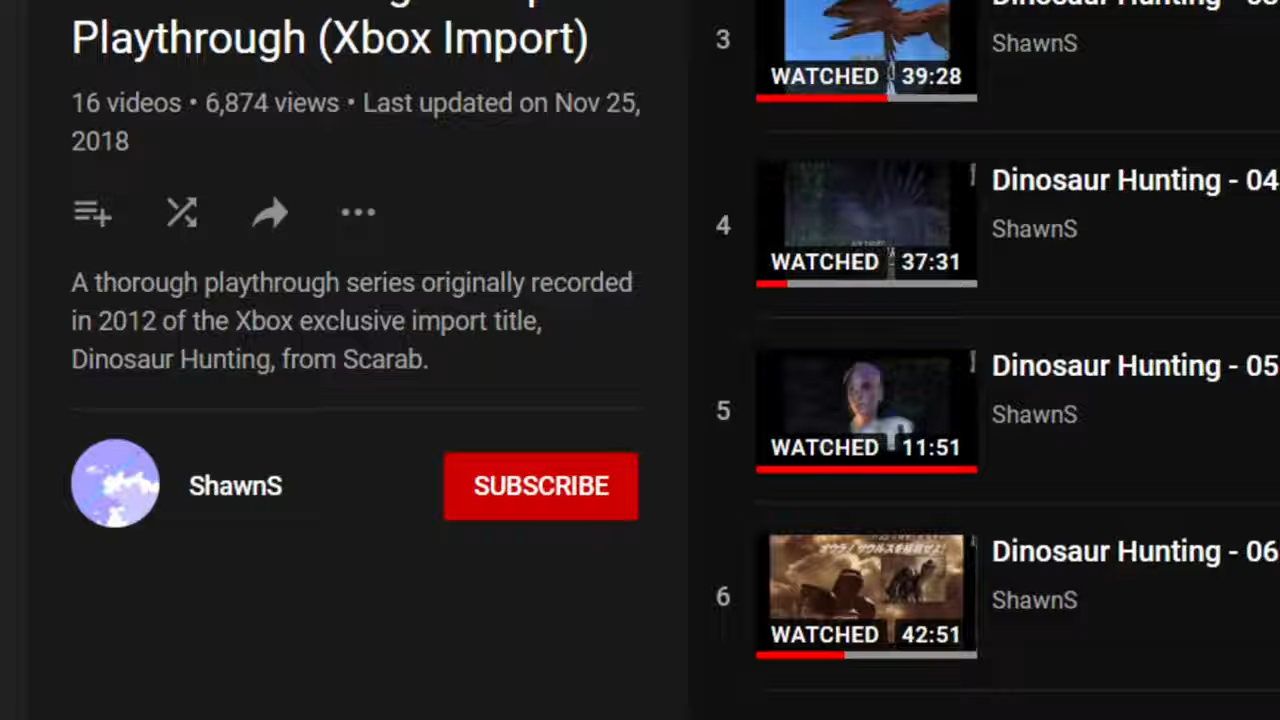 Playthrough (Xbox Import)
16 videos • 6,874 views • Last updated on Nov 25,
2018
A thorough playthrough series originally recorded
in 2012 of the Xbox exclusive import title,
Dinosaur Hunting, from Scarab.
ShawnS
SUBSCRIBE
3
WATCHED
39:28
Dinosaur Hunting -
ShawnS
4
WATCHED
37:31
Dinosaur Hunting - 04
ShawnS
5
WATCHED
11:51
Dinosaur Hunting - 05
ShawnS
6
WATCHED
42:51
Dinosaur Hunting - 06
ShawnS